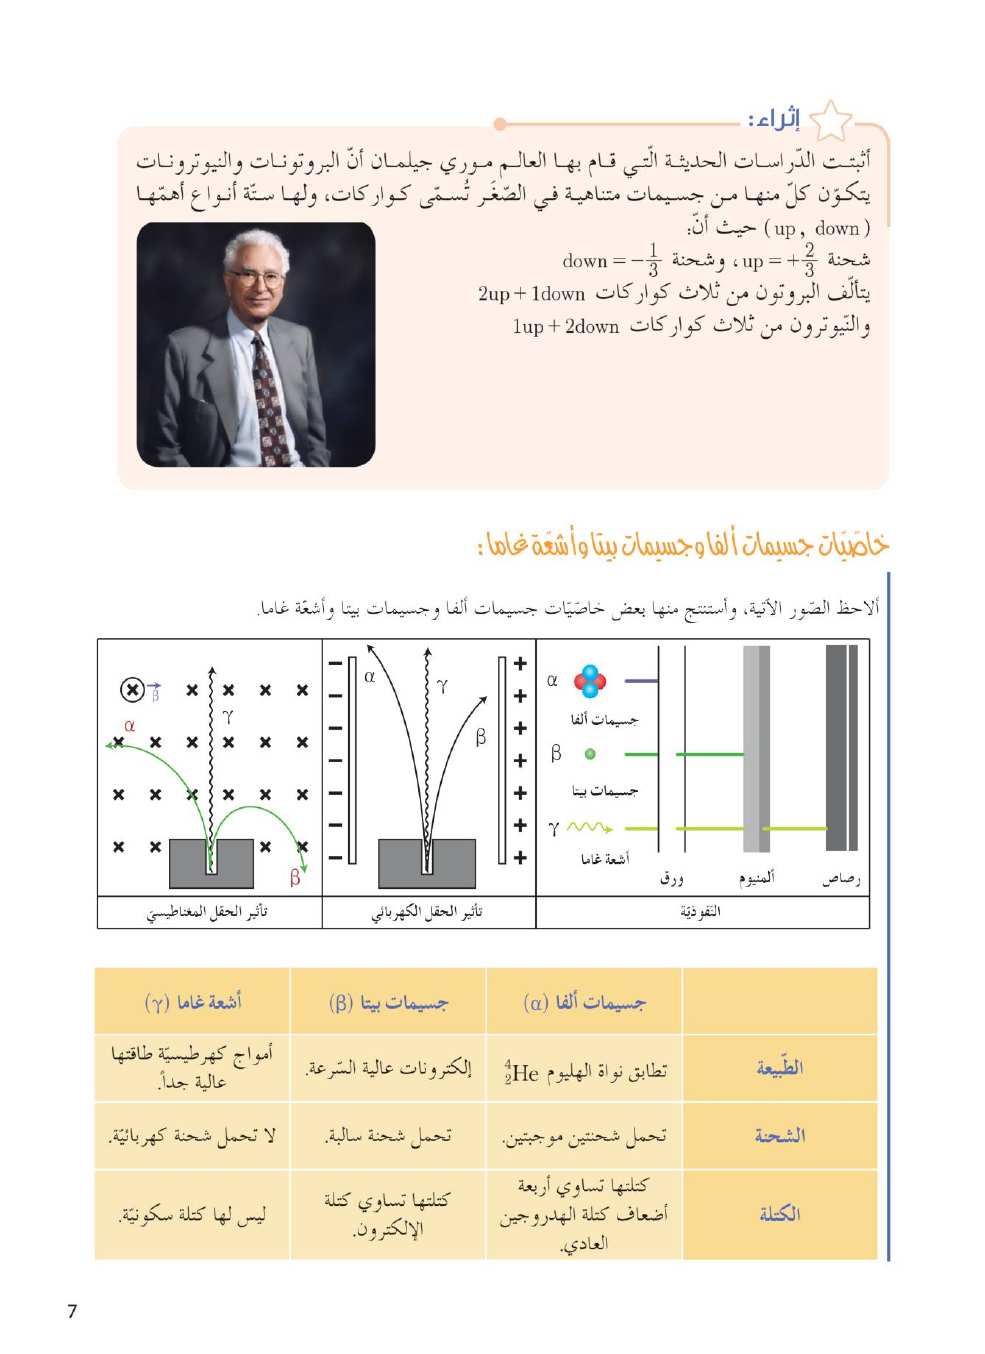 إثراء:
أثبتت الدّراسات الحديثة الّتي قام بها العالم موري جيلمان أنّ البروتونات والنيوترونات
يتكوّن كلّ منها من جسيمات متناهية في الصّغَر تُسمّى كواركات، ولها ستّة أنواع أهمّها
(up , down) حيث أنّ:
شحنة up = +2/3 ، وشحنة down = −1/3
يتألّف البروتون من ثلاث كواركات 2up + 1down
والنّيوترون من ثلاث كواركات 1up + 2down
خاصّيّات جسيمات ألفا وجسيمات بيتا وأشعّة غاما:
ألاحظ الصّور الآتية، وأستنتج منها بعض خاصّيّات جسيمات ألفا وجسيمات بيتا وأشعّة غاما.
α
جسيمات ألفا
β
جسيمات بيتا
γ
أشعة غاما
ورق
ألمنيوم
رصاص
النّفوذيّة
α
γ
β
تأثير الحقل الكهربائي
β
α
γ
β
تأثير الحقل المغناطيسيّ
جسيمات ألفا (α) جسيمات بيتا (β) أشعة غاما (γ)
الطّبيعة
تطابق نواة الهليوم ⁴₂He
إلكترونات عالية السّرعة.
أمواج كهرطيسيّة طاقتها
عالية جداً.
الشحنة
تحمل شحنتين موجبتين.
تحمل شحنة سالبة.
لا تحمل شحنة كهربائيّة.
الكتلة
كتلتها تساوي أربعة
أضعاف كتلة الهدروجين
العادي.
كتلتها تساوي كتلة
الإلكترون.
ليس لها كتلة سكونيّة.
7